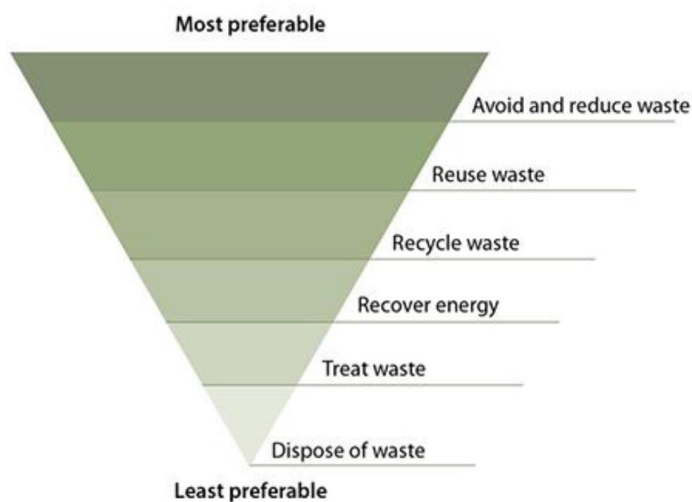 Most preferable
Avoid and reduce waste
Reuse waste
Recycle waste
Recover energy
Treat waste
Dispose of waste
Least preferable